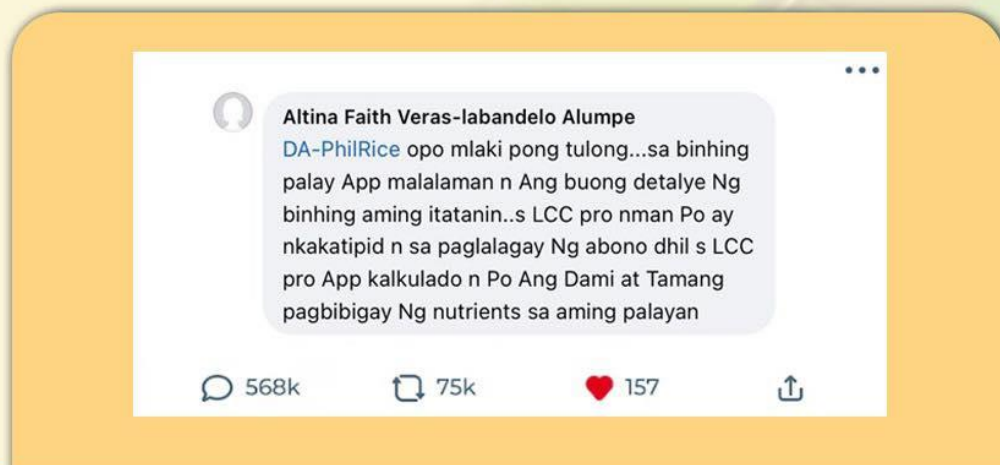 Altina Faith Veras-labandelo Alumpe
DA-PhilRice opo mlaki pong tulong...sa binhing
palay App malalaman n Ang buong detalye Ng
binhing aming itatanin..s LCC pro nman Po ay
nkakatipid n sa paglalagay Ng abono dhil s LCC
pro App kalkulado n Po Ang Dami at Tamang
pagbibigay Ng nutrients sa aming palayan
568k 75k 157